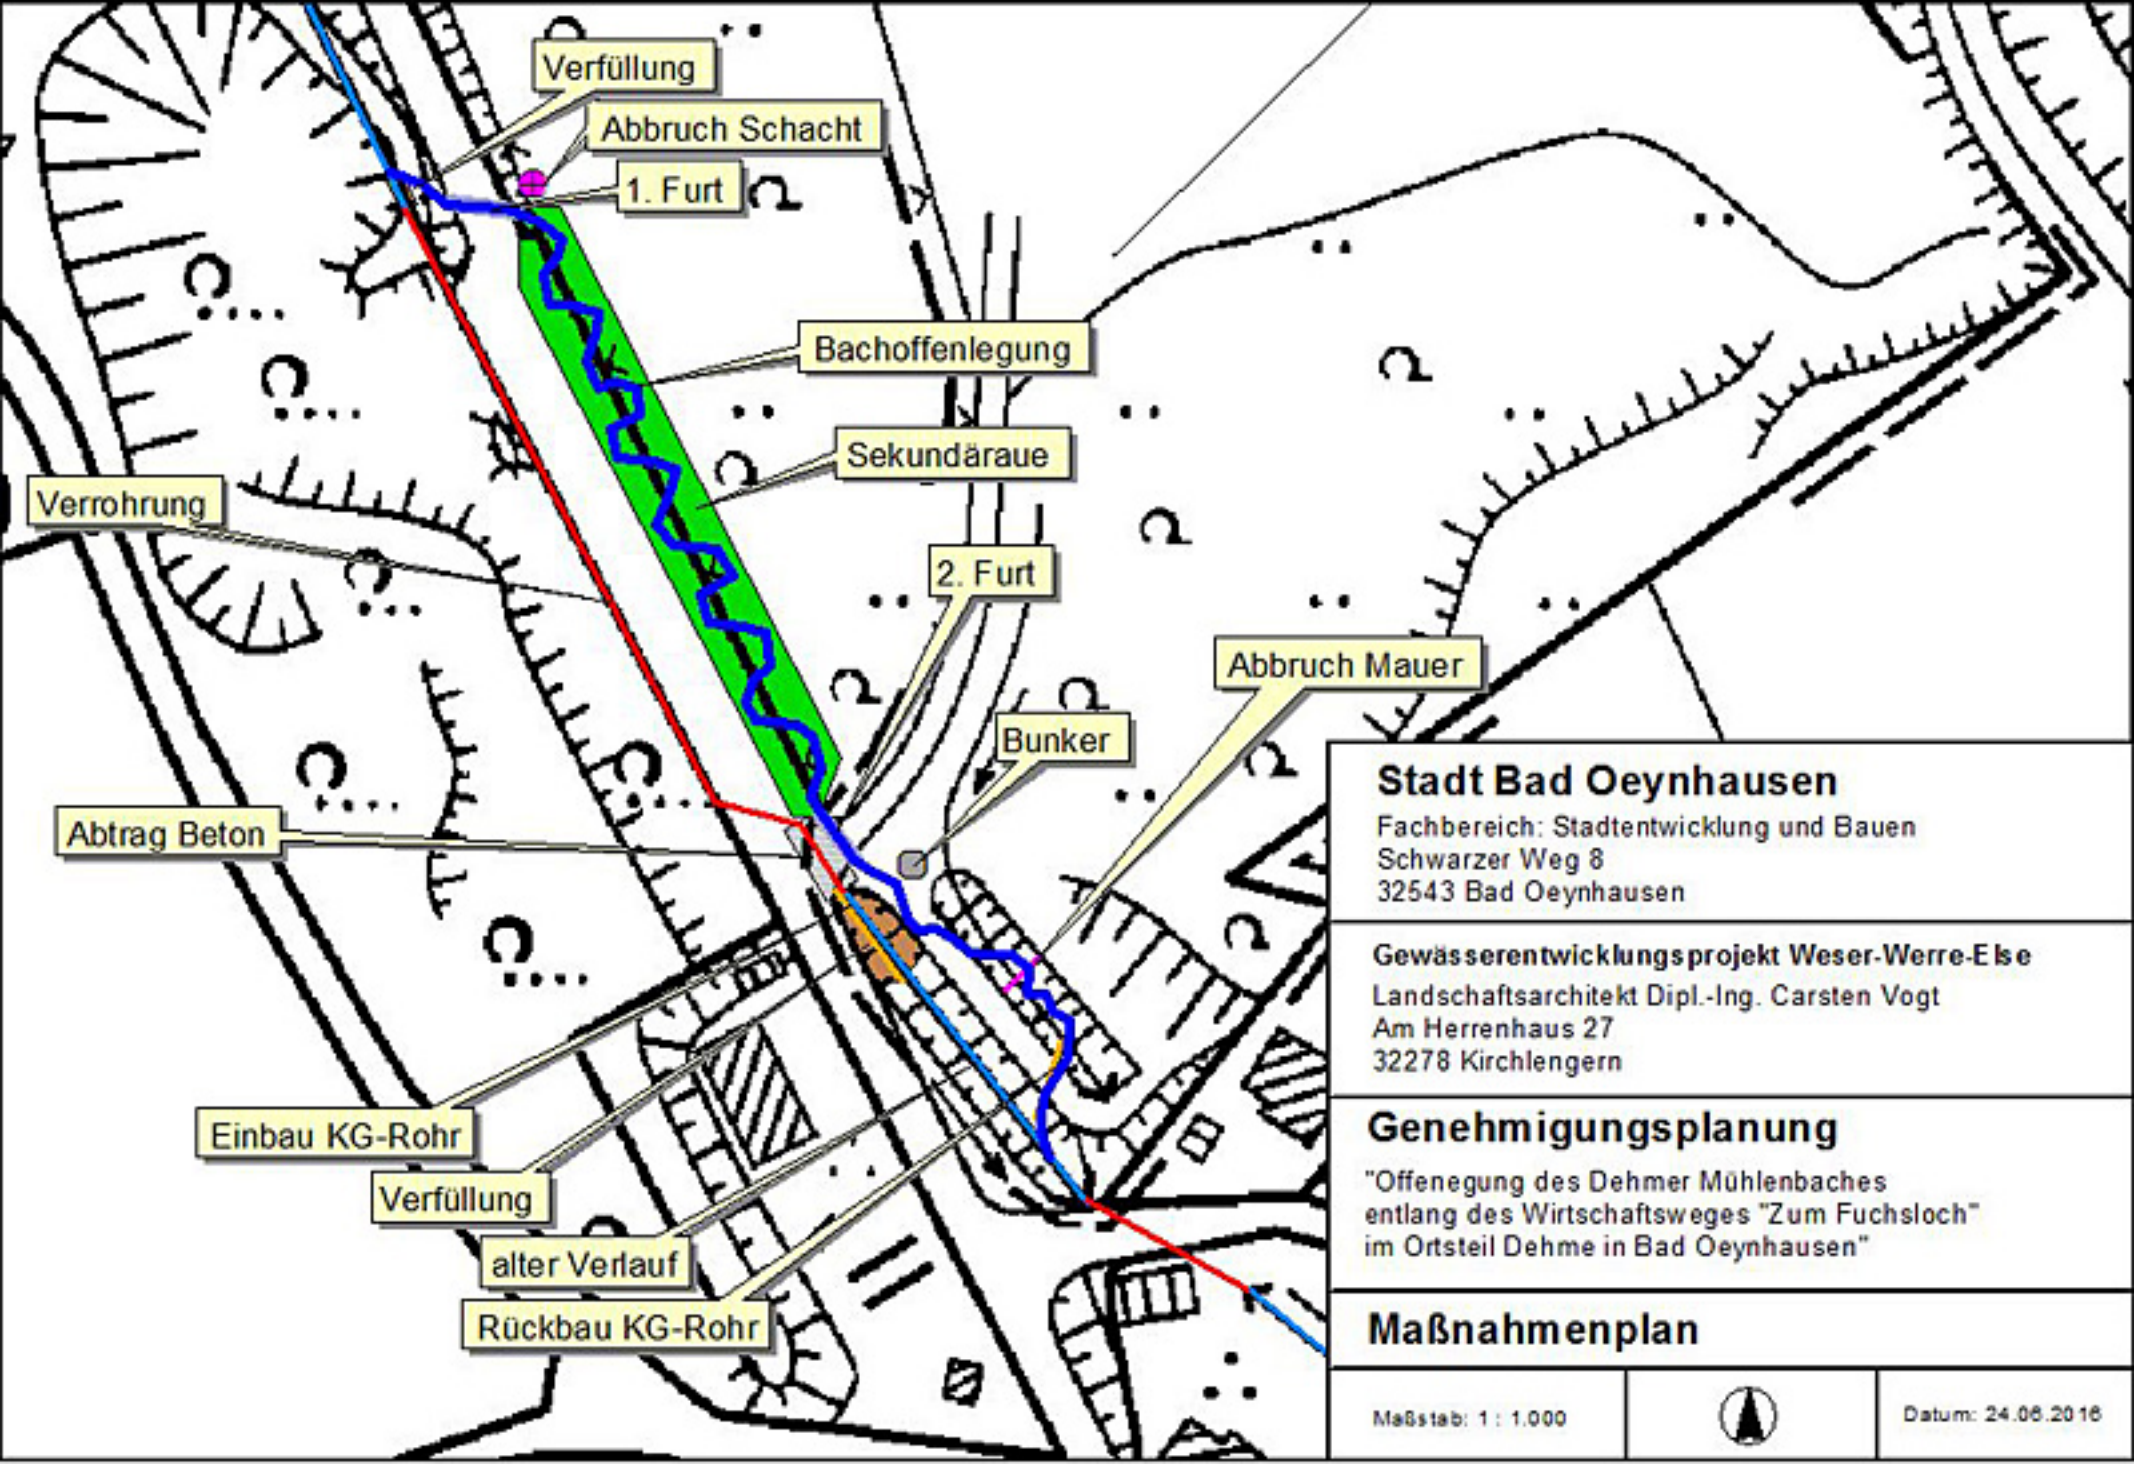 Verfüllung
Abbruch Schacht
1. Furt
Bachoffenlegung
Sekundäraue
Verrohrung
2. Furt
Abbruch Mauer
Bunker
Abtrag Beton
Einbau KG-Rohr
Verfüllung
alter Verlauf
Rückbau KG-Rohr
Stadt Bad Oeynhausen
Fachbereich: Stadtentwicklung und Bauen
Schwarzer Weg 8
32543 Bad Oeynhausen
Gewässerentwicklungsprojekt Weser-Werre-Else
Landschaftsarchitekt Dipl.-Ing. Carsten Vogt
Am Herrenhaus 27
32278 Kirchlengern
Genehmigungsplanung
"Offenegung des Dehmer Mühlenbaches
entlang des Wirtschaftsweges "Zum Fuchsloch"
im Ortsteil Dehme in Bad Oeynhausen"
Maßnahmenplan
Maßstab: 1 : 1.000
Datum: 24.06.2016